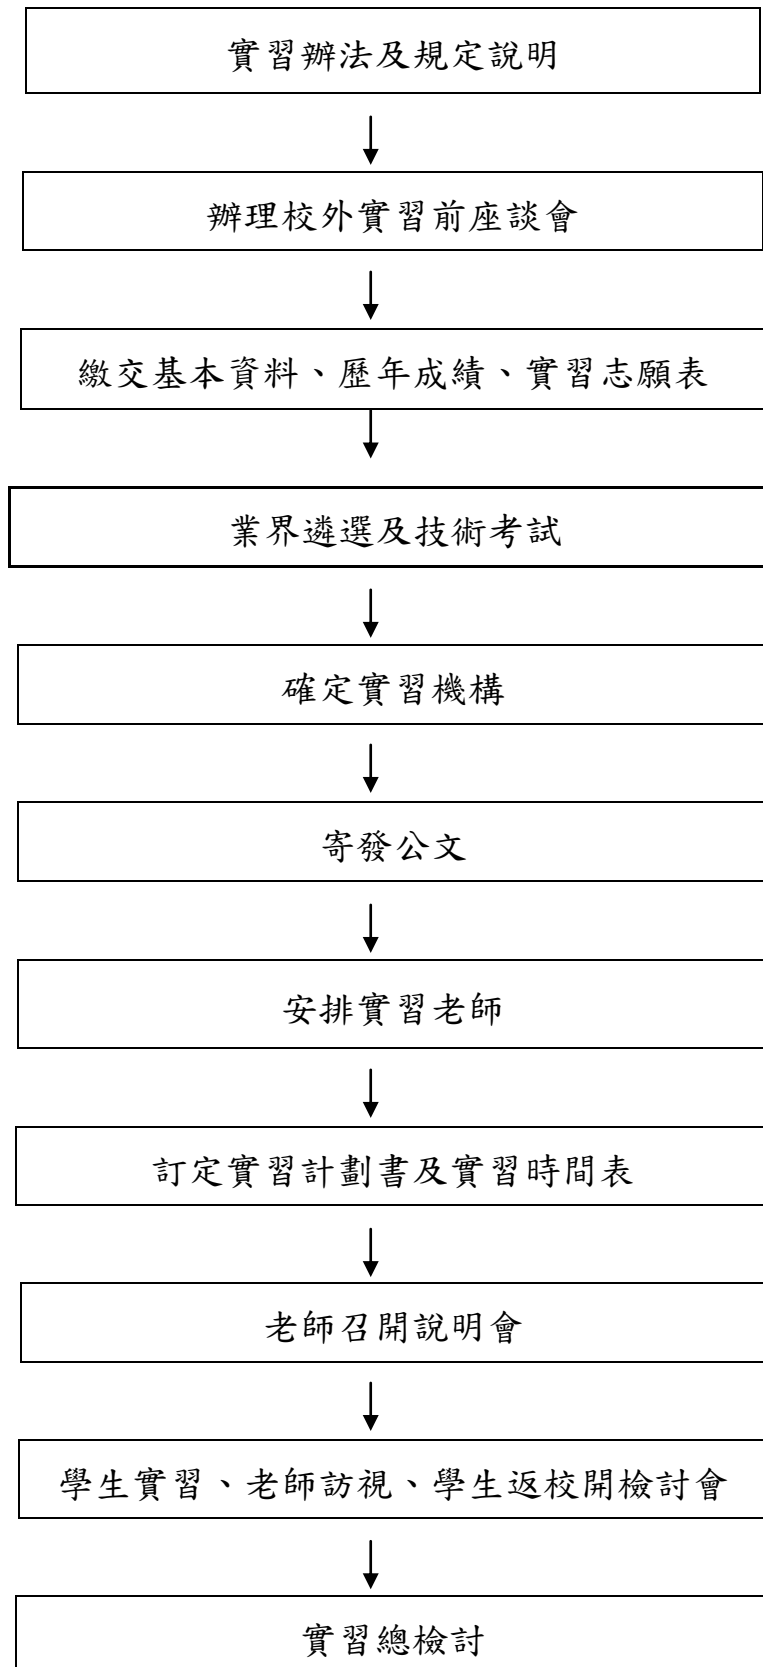 實習辦法及規定說明
辦理校外實習前座談會
繳交基本資料、歷年成績、實習志願表
業界遴選及技術考試
確定實習機構
寄發公文
安排實習老師
訂定實習計劃書及實習時間表
老師召開說明會
學生實習、老師訪視、學生返校開檢討會
實習總檢討